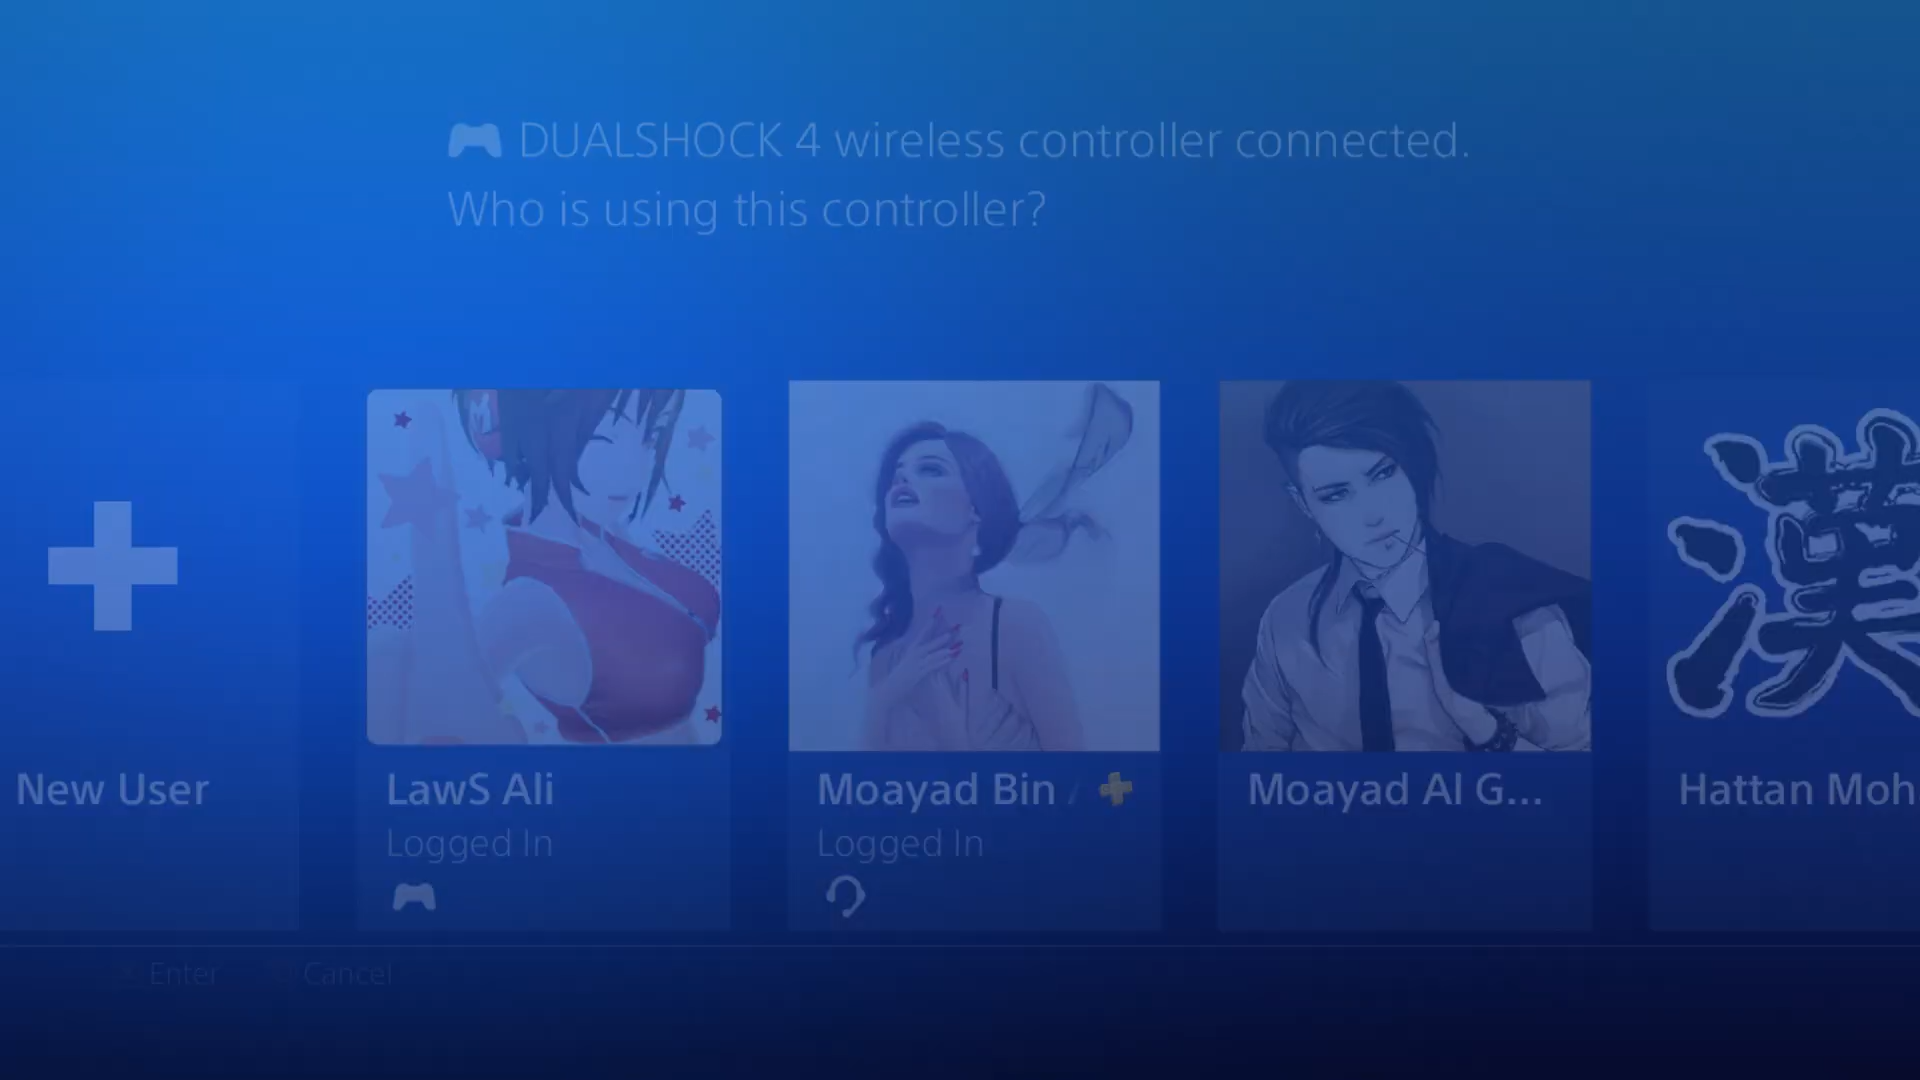 DUALSHOCK 4 wireless controller connected.
Who is using this controller?
漢
New User
LawS Ali
Logged In
Moayad Bin
Logged In
Moayad Al G...
Hattan Moh
Enter
Cancel